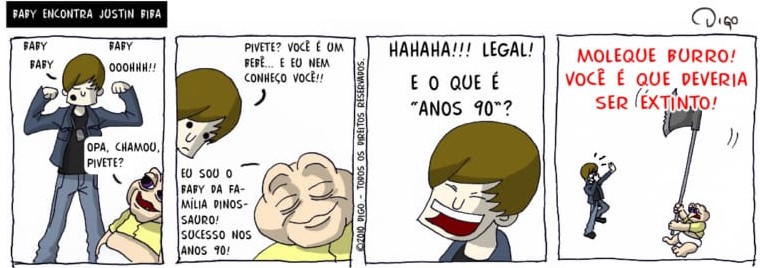 BABY ENCONTRA JUSTIN BIBA
Digo
BABY BABY
BABY OOOHHH!!
OPA, CHAMOU,
PIVETE?
PIVETE? VOCÊ É UM
BEBÊ... E EU NEM
CONHEÇO VOCÊ!!
EU SOU O
BABY DA FA-
MÍLIA DINOS-
SAURO!
SUCESSO NOS
ANOS 90!
©2010 DIGO - TODOS OS DIREITOS RESERVADOS.
HAHAHA!!! LEGAL!
E O QUE É
"ANOS 90"?
MOLEQUE BURRO!
VOCÊ É QUE DEVERIA
SER EXTINTO!